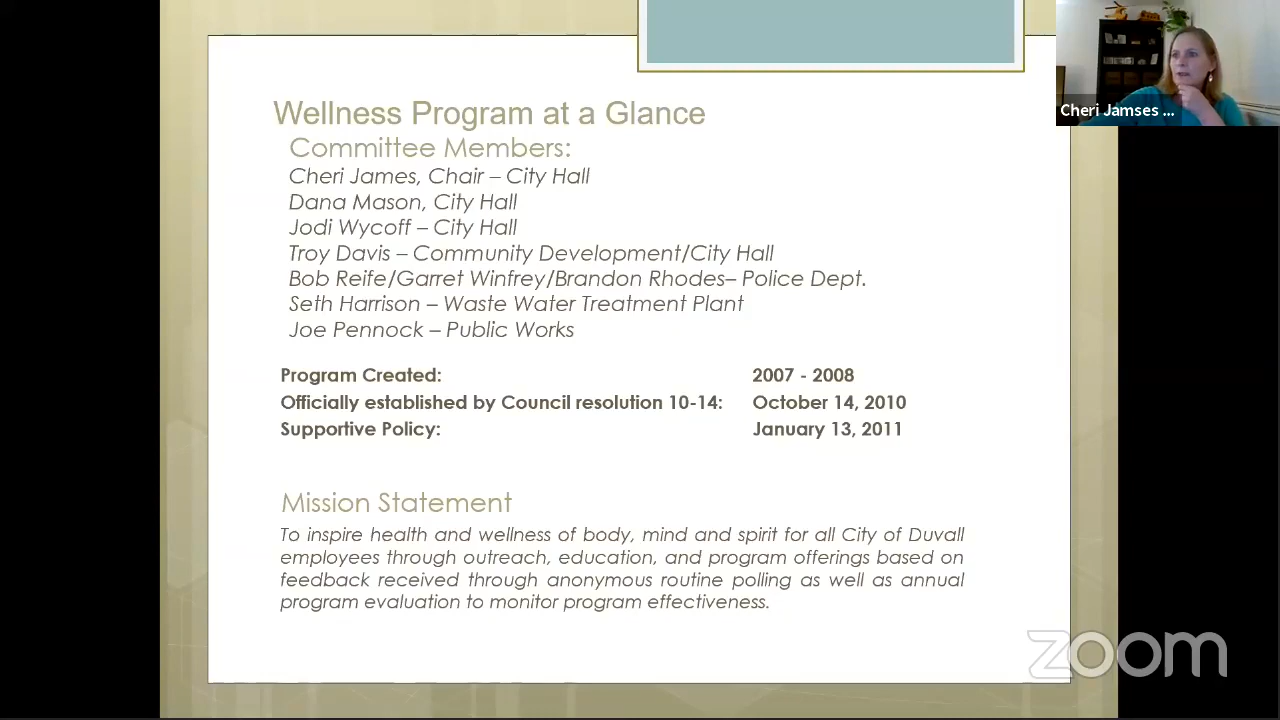 Wellness Program at a Glance
Committee Members:
Cheri James, Chair – City Hall
Dana Mason, City Hall
Jodi Wycoff – City Hall
Troy Davis – Community Development/City Hall
Bob Reife/Garret Winfrey/Brandon Rhodes– Police Dept.
Seth Harrison – Waste Water Treatment Plant
Joe Pennock – Public Works
Program Created: 2007 - 2008
Officially established by Council resolution 10-14: October 14, 2010
Supportive Policy: January 13, 2011
Mission Statement
To inspire health and wellness of body, mind and spirit for all City of Duvall
employees through outreach, education, and program offerings based on
feedback received through anonymous routine polling as well as annual
program evaluation to monitor program effectiveness.
Cheri Jamses ...
zoom